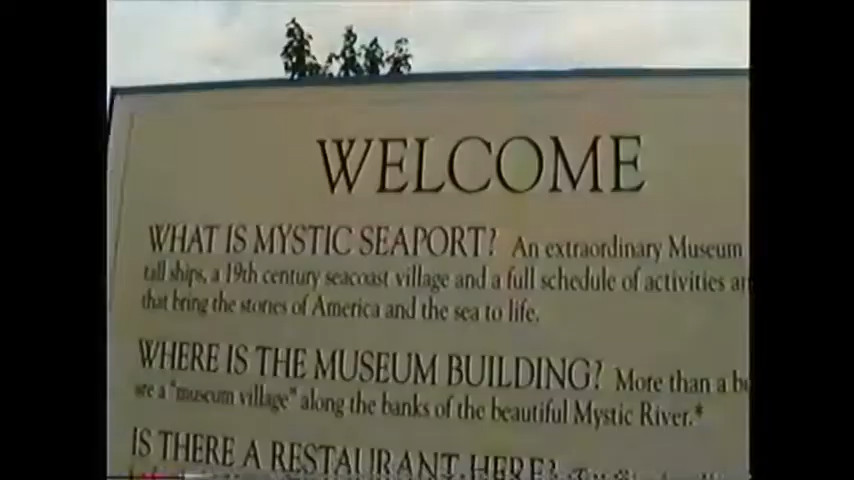 WELCOME
WHAT IS MYSTIC SEAPORT? An extraordinary Museum
tall ships, a 19th century seacoast village and a full schedule of activities
that bring the stories of America and the sea to life.
WHERE IS THE MUSEUM BUILDING? More than a
are a "museum village" along the banks of the beautiful Mystic River.*
IS THERE A RESTAURANT HERE?